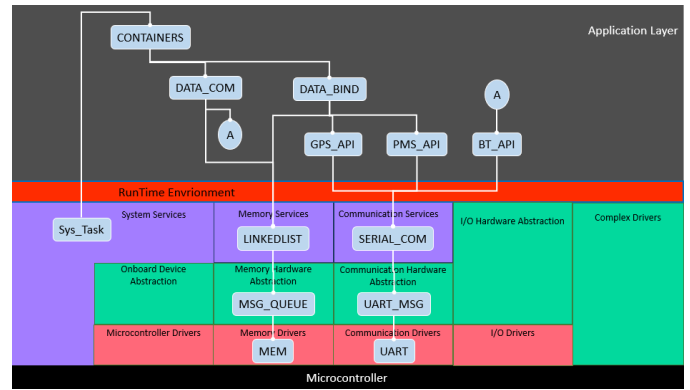 Application Layer
CONTAINERS
DATA_COM
DATA_BIND
A
A
GPS_API
PMS_API
BT_API
RunTime Envrionment
System Services
Memory Services
Communication Services
I/O Hardware Abstraction
Complex Drivers
Sys_Task
LINKEDLIST
SERIAL_COM
Onboard Device
Abstraction
Memory Hardware
Abstraction
Communication Hardware
Abstraction
MSG_QUEUE
UART_MSG
Microcontroller Drivers
Memory Drivers
Communication Drivers
I/O Drivers
MEM
UART
Microcontroller